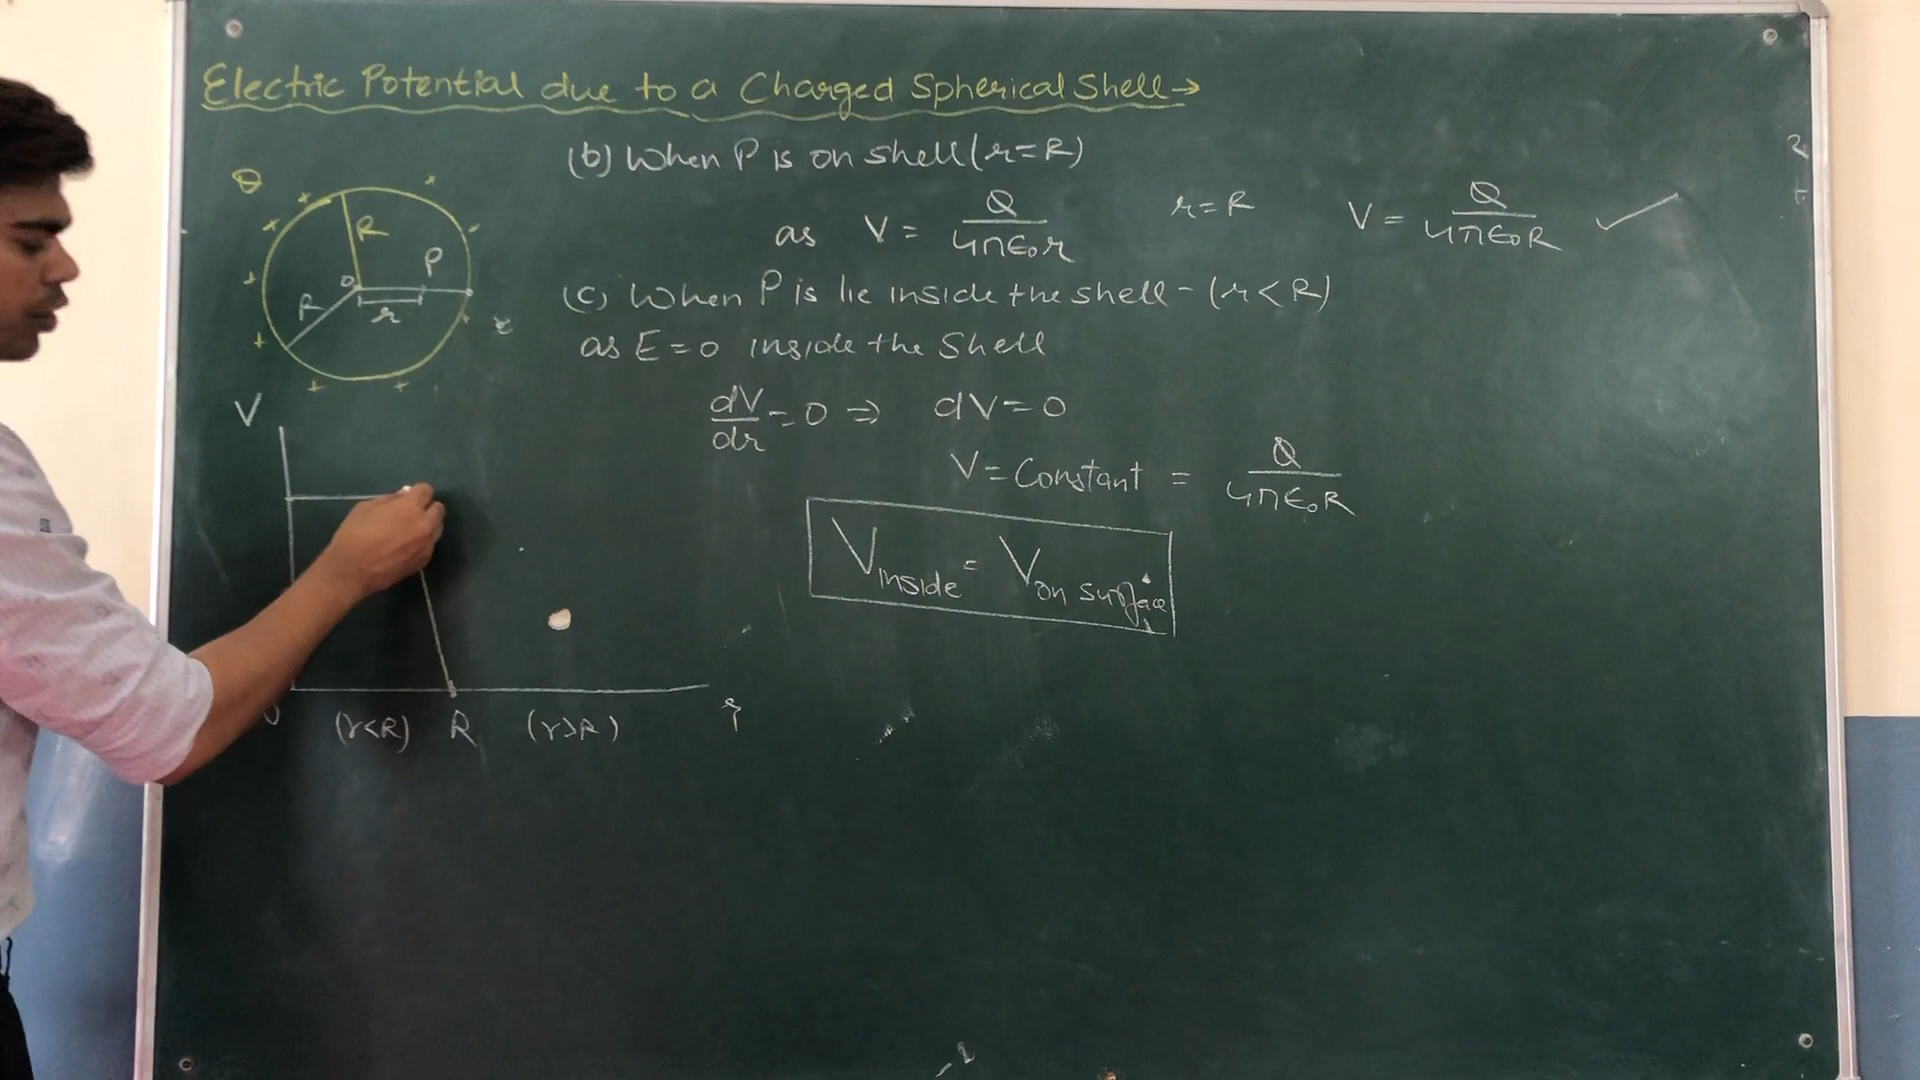 Electric Potential due to a Charged Spherical Shell→
(b) When P is on shell (r=R)
as V = Q/4πε₀r r=R V = Q/4πε₀R ✓
(c) When P is lie inside the shell - (r<R)
as E=0 inside the Shell
dV/dr = 0 ⇒ dV=0
V = Constant = Q/4πε₀R
V inside = V on surface
Q
R
O
P
R
r
V
O (r<R) R (r>R) r